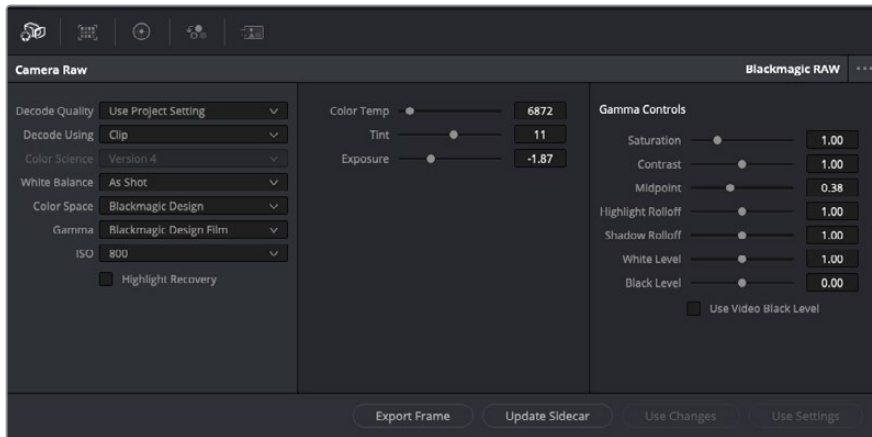 Camera Raw
Blackmagic RAW
Decode Quality Use Project Setting
Decode Using Clip
Color Science Version 4
White Balance As Shot
Color Space Blackmagic Design
Gamma Blackmagic Design Film
ISO 800
Highlight Recovery
Color Temp 6872
Tint 11
Exposure -1.87
Gamma Controls
Saturation 1.00
Contrast 1.00
Midpoint 0.38
Highlight Rolloff 1.00
Shadow Rolloff 1.00
White Level 1.00
Black Level 0.00
Use Video Black Level
Export Frame
Update Sidecar
Use Changes
Use Settings